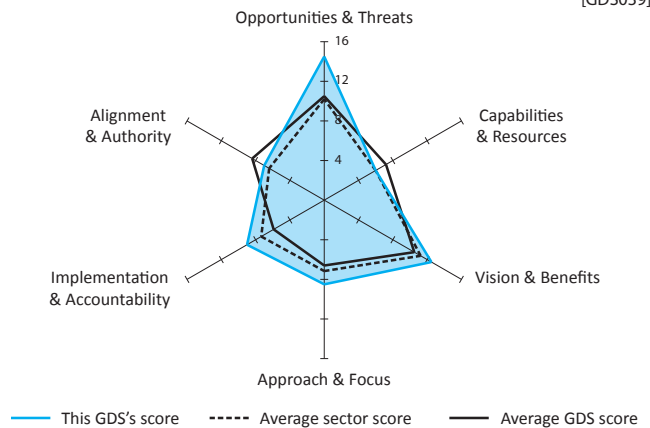 [GDS039]
Opportunities & Threats
16
12
8
4
Alignment
& Authority
Capabilities
& Resources
Implementation
& Accountability
Vision & Benefits
Approach & Focus
This GDS's score
Average sector score
Average GDS score